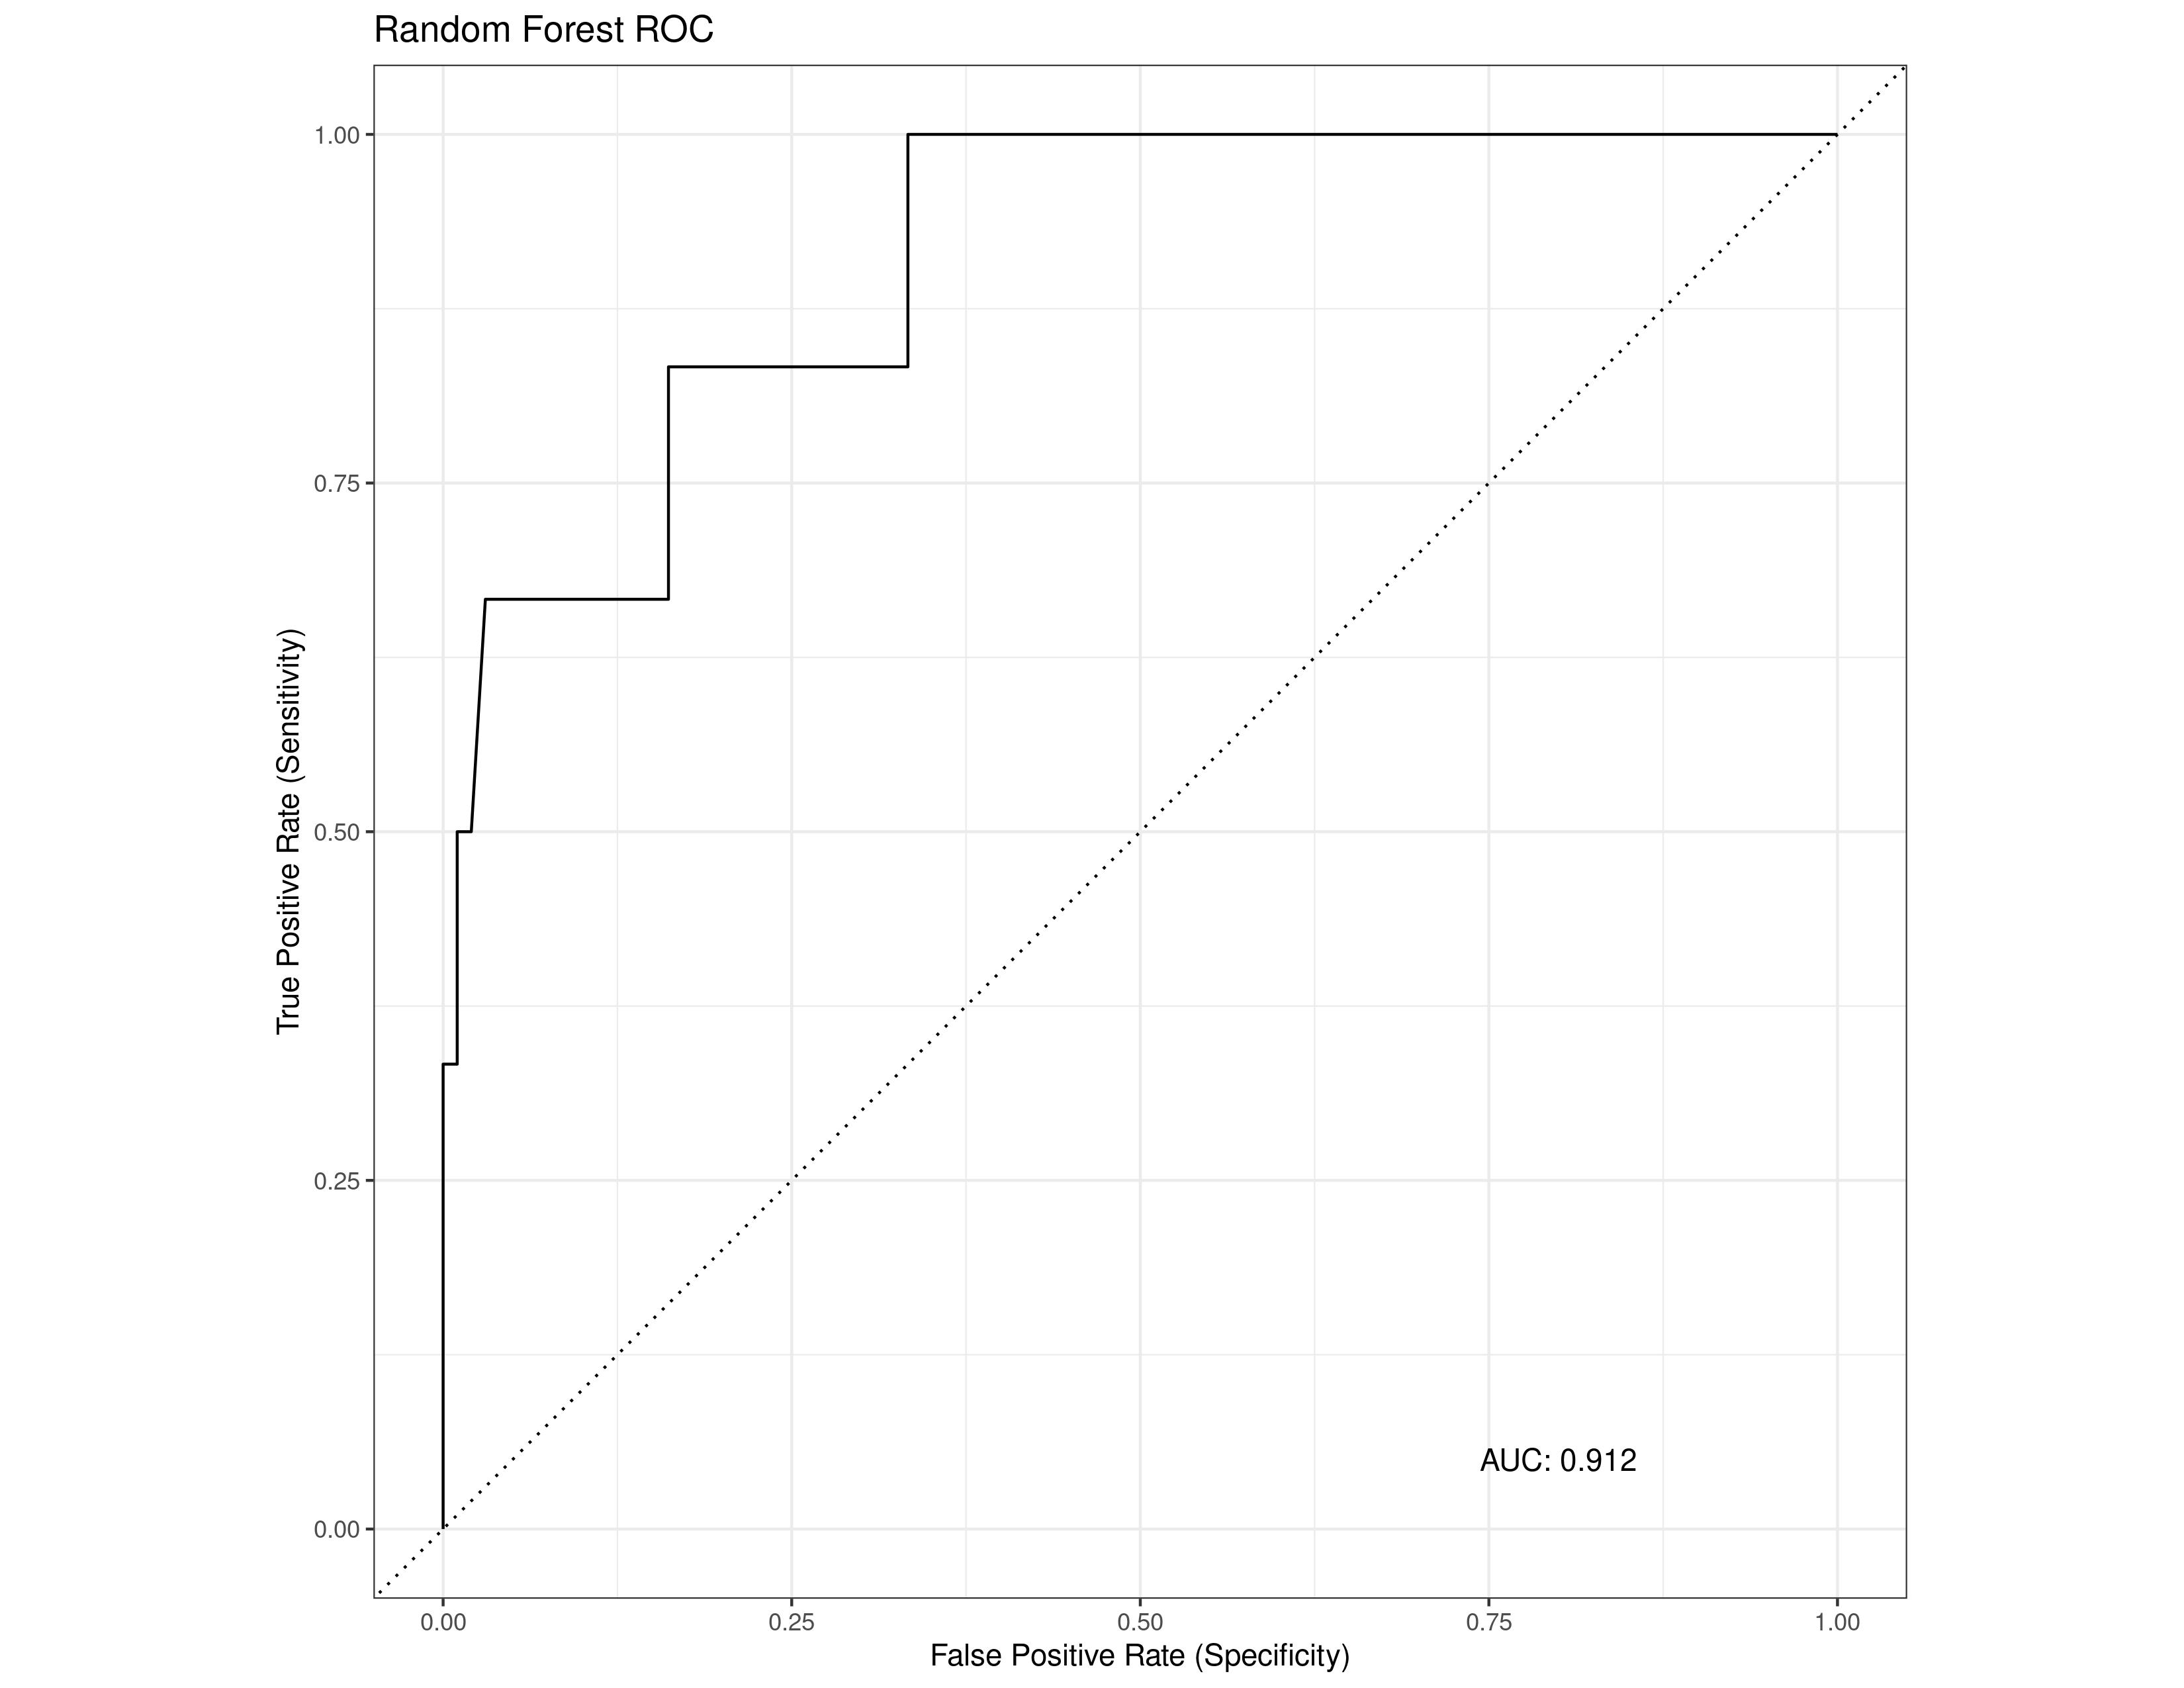 Random Forest ROC
True Positive Rate (Sensitivity)
1.00
0.75
0.50
0.25
0.00
AUC: 0.912
0.00 0.25 0.50 0.75 1.00
False Positive Rate (Specificity)